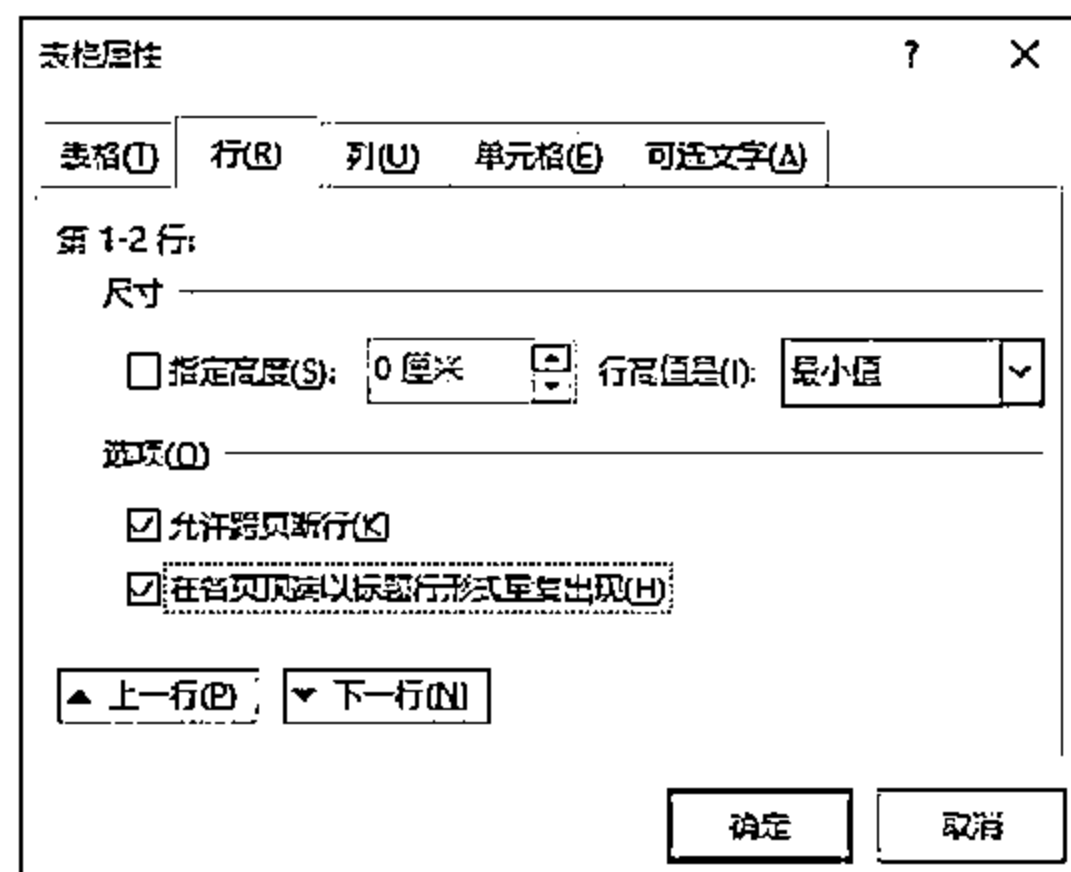 表格属性 ? ×
表格(T) 行(R) 列(U) 单元格(E) 可选文字(A)
第 1-2 行:
尺寸
指定高度(S): 0 厘米 行高值是(I): 最小值
选项(O)
允许跨页断行(K)
在各页顶端以标题行形式重复出现(H)
上一行(P) 下一行(N)
确定 取消